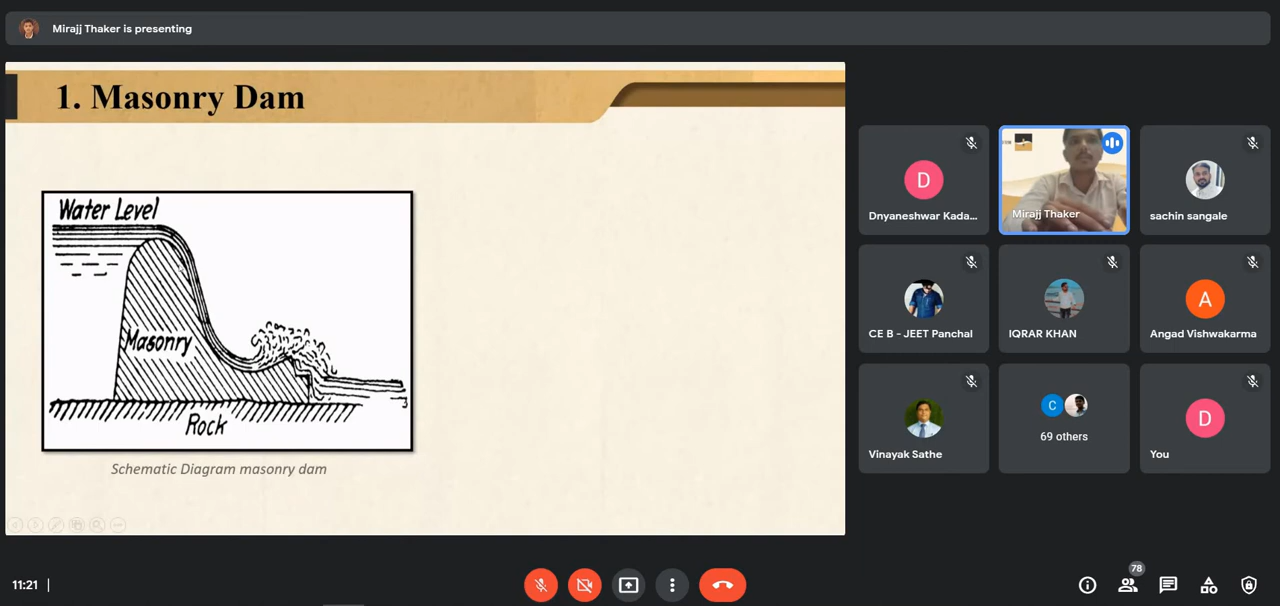 Mirajj Thaker is presenting
1. Masonry Dam
Water Level
Masonry
Rock
Schematic Diagram masonry dam
D
Dnyaneshwar Kada...
Mirajj Thaker
sachin sangale
CE B - JEET Panchal
IQRAR KHAN
A
Angad Vishwakarma
Vinayak Sathe
C
69 others
D
You
11:21
78